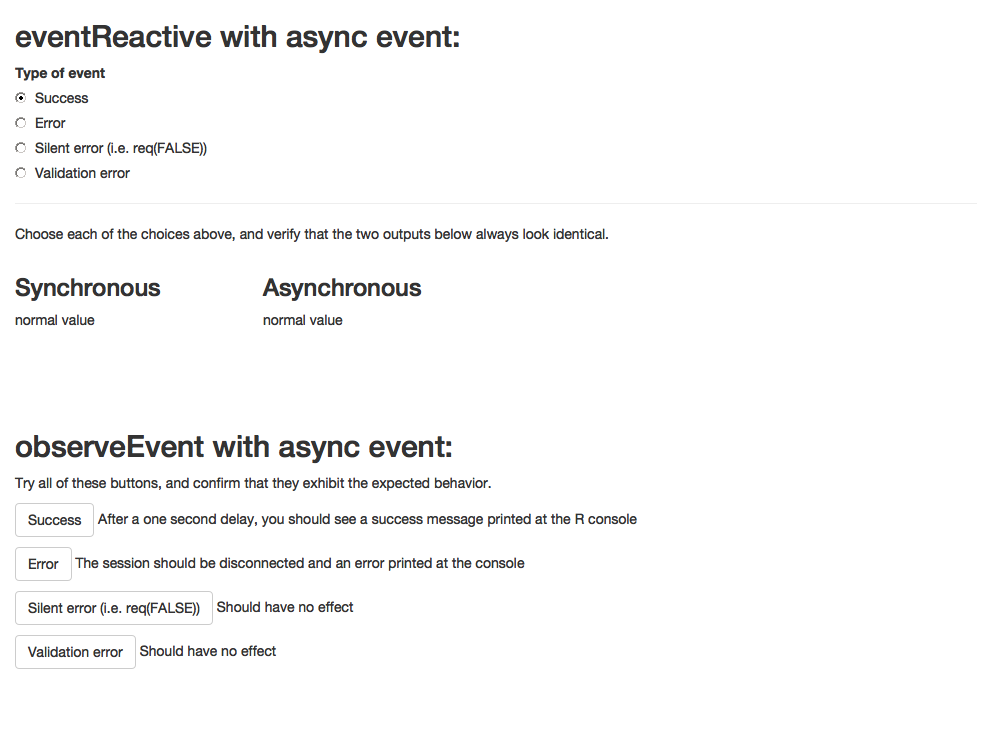 eventReactive with async event:
Type of event
Success
Error
Silent error (i.e. req(FALSE))
Validation error
Choose each of the choices above, and verify that the two outputs below always look identical.
Synchronous Asynchronous
normal value normal value
observeEvent with async event:
Try all of these buttons, and confirm that they exhibit the expected behavior.
Success After a one second delay, you should see a success message printed at the R console
Error The session should be disconnected and an error printed at the console
Silent error (i.e. req(FALSE)) Should have no effect
Validation error Should have no effect